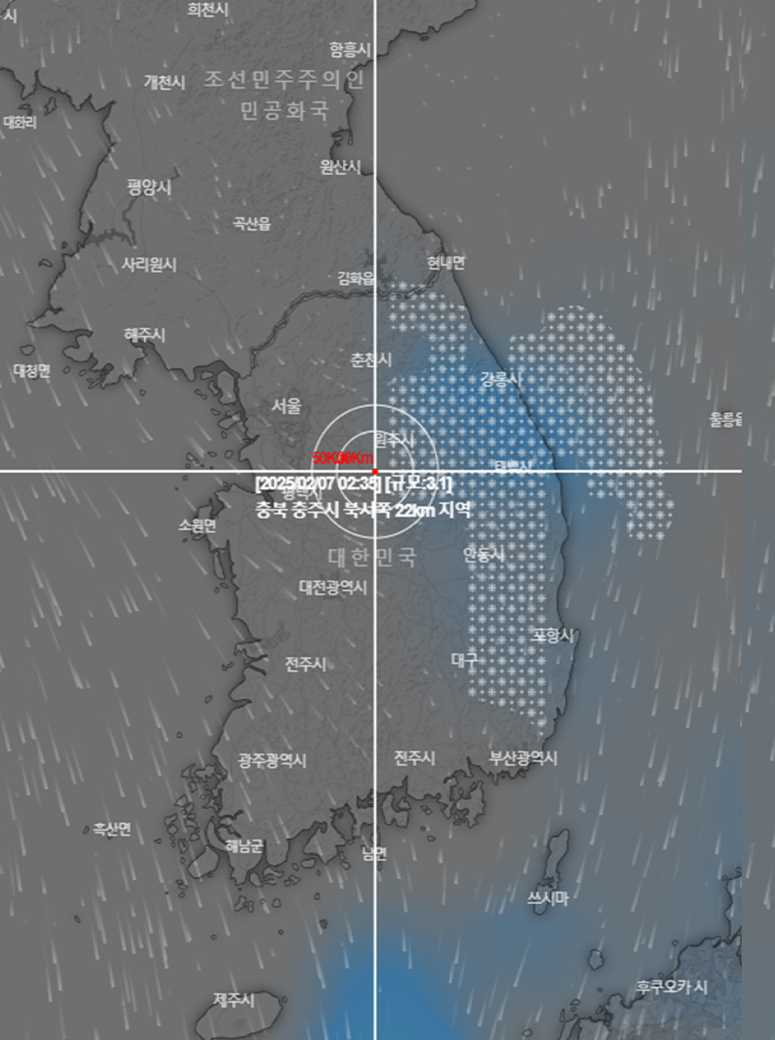 희천시
함흥시
개천시
조선민주주의인
민공화국
대화리
원산시
평양시
곡산읍
사리원시
현내면
김화읍
해주시
춘천시
대청면
강릉시
서울
울릉읍
원주시
50Km
30Km
태백시
[2025/02/07 02:35] [규모:3.1]
평택시
충북 충주시 북서쪽 22km 지역
소원면
대한민국
안동시
대전광역시
포항시
전주시
대구
광주광역시
진주시
부산광역시
흑산면
해남군
남면
쓰시마
후쿠오카 시
제주시